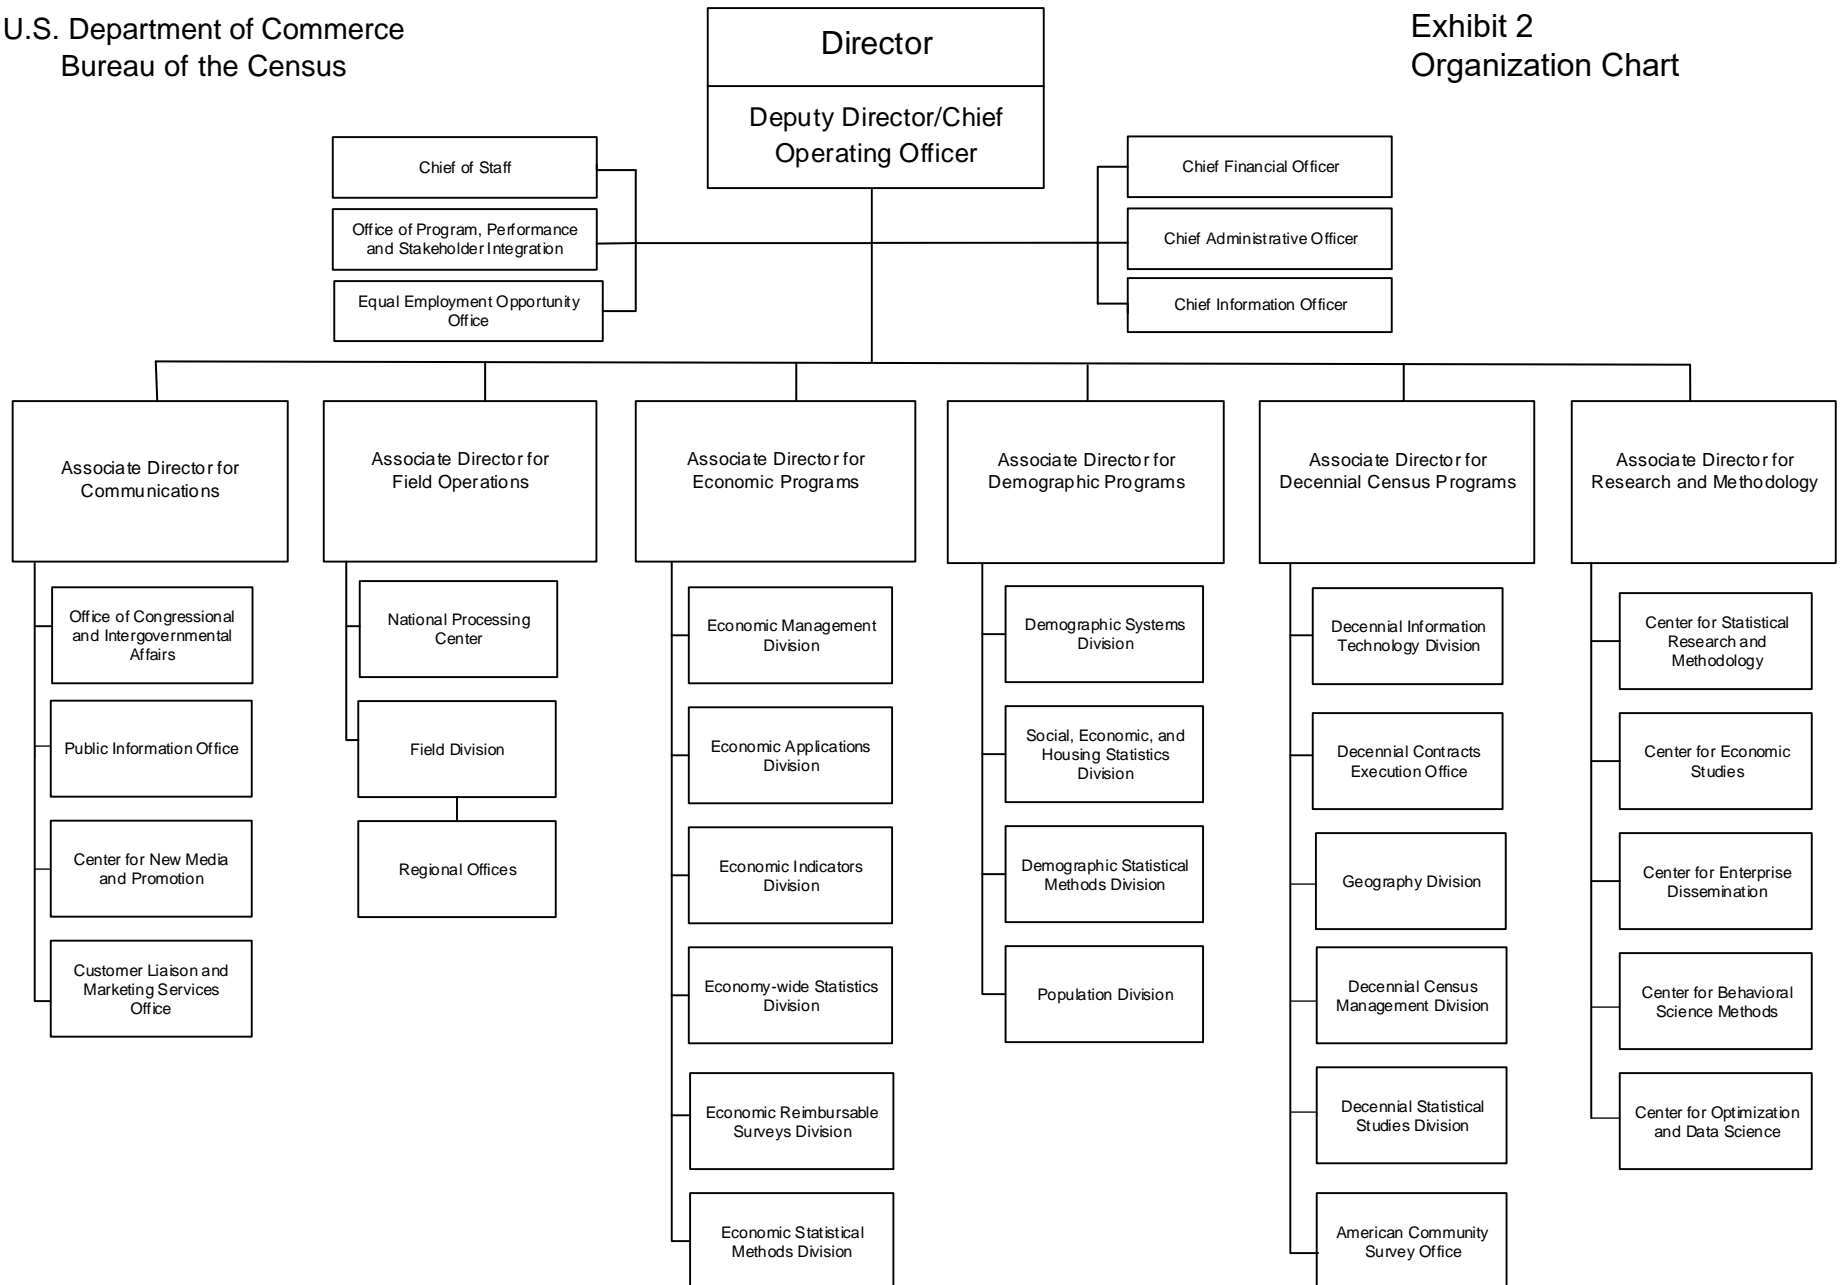 U.S. Department of Commerce
Bureau of the Census
Exhibit 2
Organization Chart
Director
Deputy Director/Chief
Operating Officer
Chief of Staff
Office of Program, Performance
and Stakeholder Integration
Equal Employment Opportunity
Office
Chief Financial Officer
Chief Administrative Officer
Chief Information Officer
Associate Director for
Communications
Office of Congressional
and Intergovernmental
Affairs
Public Information Office
Center for New Media
and Promotion
Customer Liaison and
Marketing Services
Office
Associate Director for
Field Operations
National Processing
Center
Field Division
Regional Offices
Associate Director for
Economic Programs
Economic Management
Division
Economic Applications
Division
Economic Indicators
Division
Economy-wide Statistics
Division
Economic Reimbursable
Surveys Division
Economic Statistical
Methods Division
Associate Director for
Demographic Programs
Demographic Systems
Division
Social, Economic, and
Housing Statistics
Division
Demographic Statistical
Methods Division
Population Division
Associate Director for
Decennial Census Programs
Decennial Information
Technology Division
Decennial Contracts
Execution Office
Geography Division
Decennial Census
Management Division
Decennial Statistical
Studies Division
American Community
Survey Office
Associate Director for
Research and Methodology
Center for Statistical
Research and
Methodology
Center for Economic
Studies
Center for Enterprise
Dissemination
Center for Behavioral
Science Methods
Center for Optimization
and Data Science